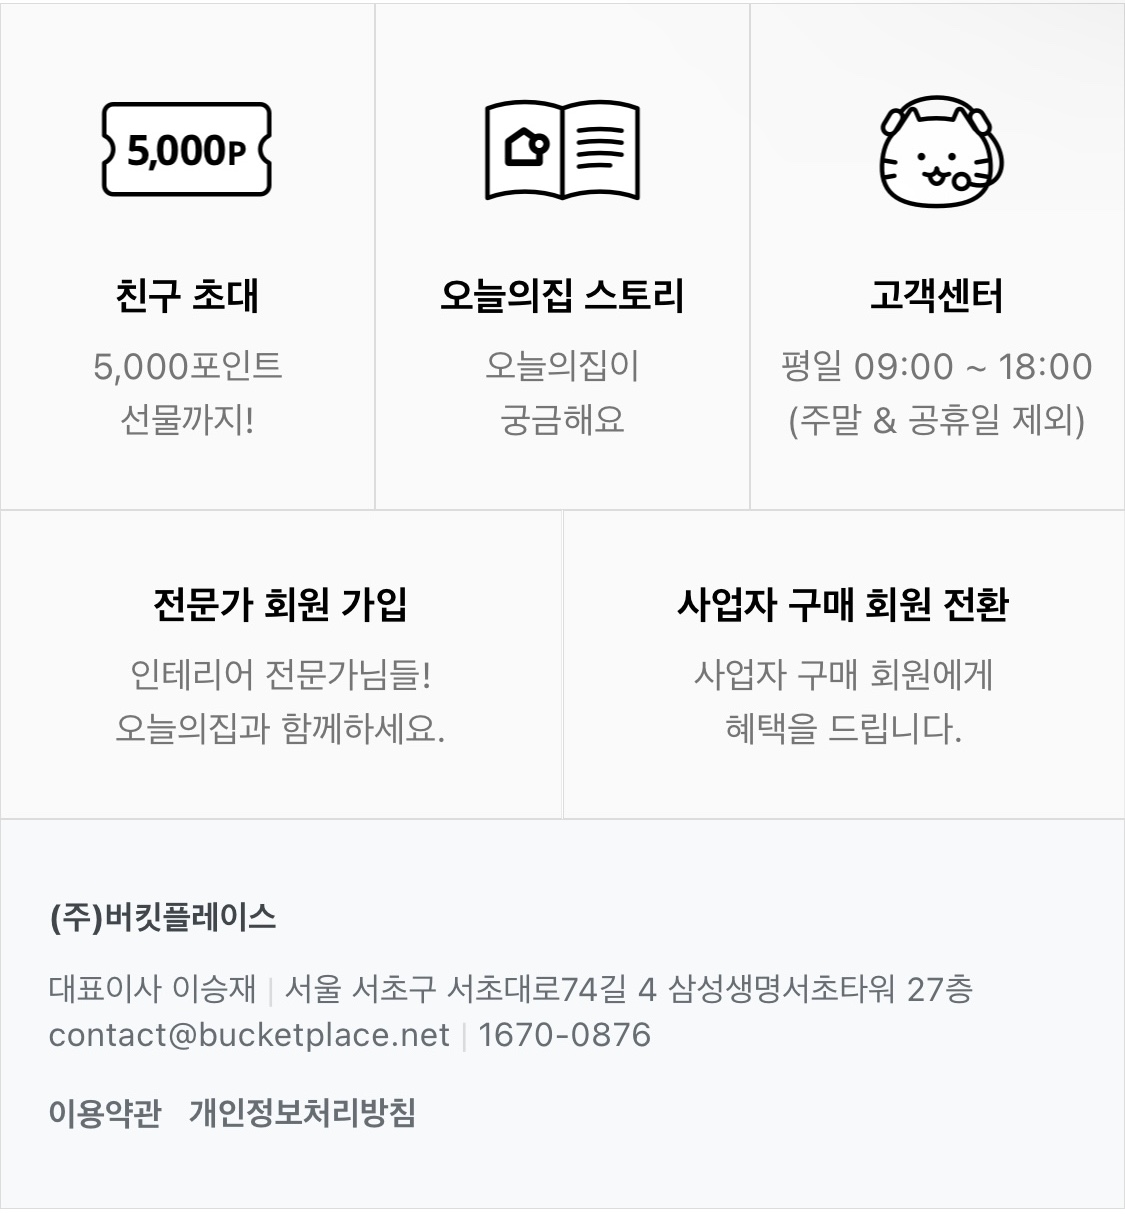 5,000P
친구 초대
5,000포인트
선물까지!
오늘의집 스토리
오늘의집이
궁금해요
고객센터
평일 09:00 ~ 18:00
(주말 & 공휴일 제외)
전문가 회원 가입
인테리어 전문가님들!
오늘의집과 함께하세요.
사업자 구매 회원 전환
사업자 구매 회원에게
혜택을 드립니다.
(주)버킷플레이스
대표이사 이승재 | 서울 서초구 서초대로74길 4 삼성생명서초타워 27층
contact@bucketplace.net | 1670-0876
이용약관 개인정보처리방침